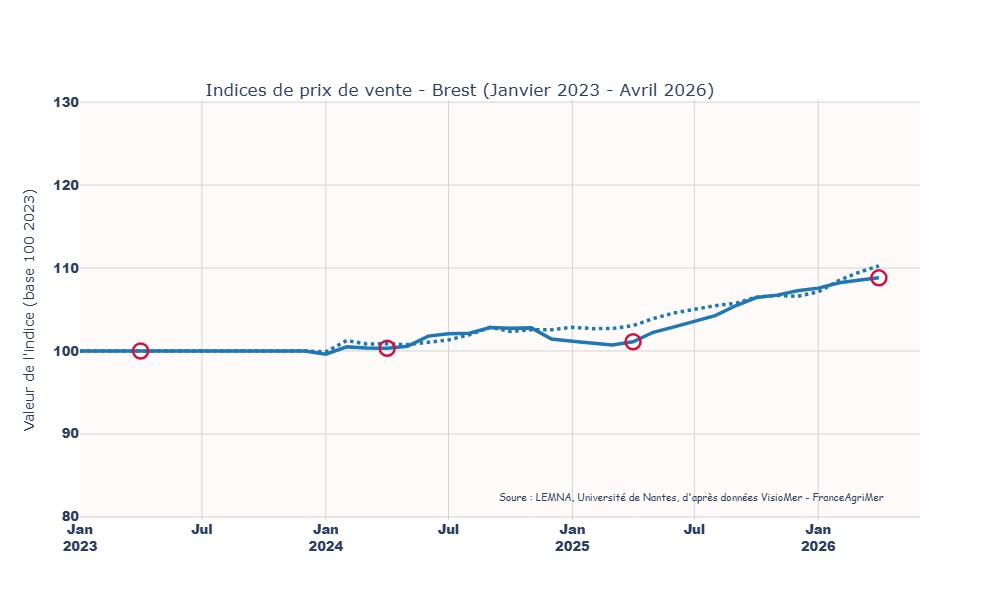 Indices de prix de vente - Brest (Janvier 2023 - Avril 2026)
Valeur de l'indice (base 100 2023)
130
120
110
100
90
80
Soure : LEMNA, Université de Nantes, d'après données VisioMer - FranceAgriMer
Jan Jul Jan Jul Jan Jul Jan
2023 2024 2025 2026